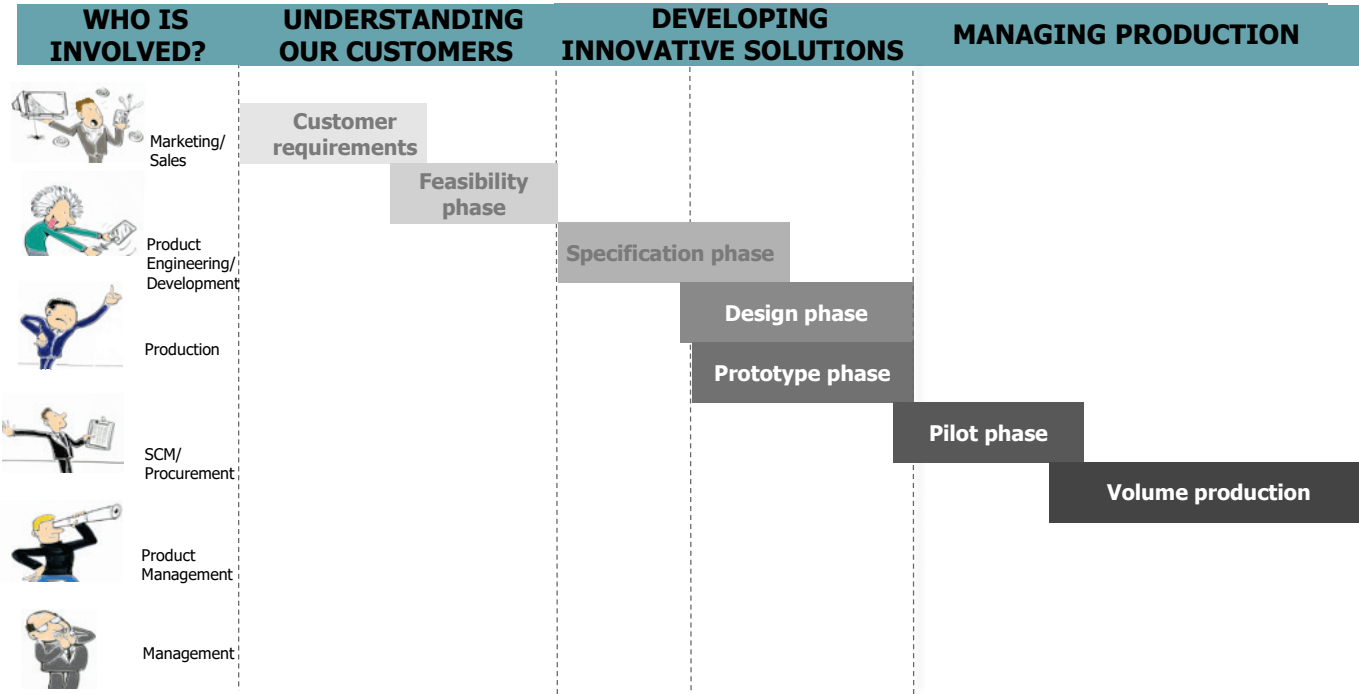 WHO IS
INVOLVED?
UNDERSTANDING
OUR CUSTOMERS
DEVELOPING
INNOVATIVE SOLUTIONS
MANAGING PRODUCTION
Marketing/
Sales
Product
Engineering/
Development
Production
SCM/
Procurement
Product
Management
Management
Customer
requirements
Feasibility
phase
Specification phase
Design phase
Prototype phase
Pilot phase
Volume production